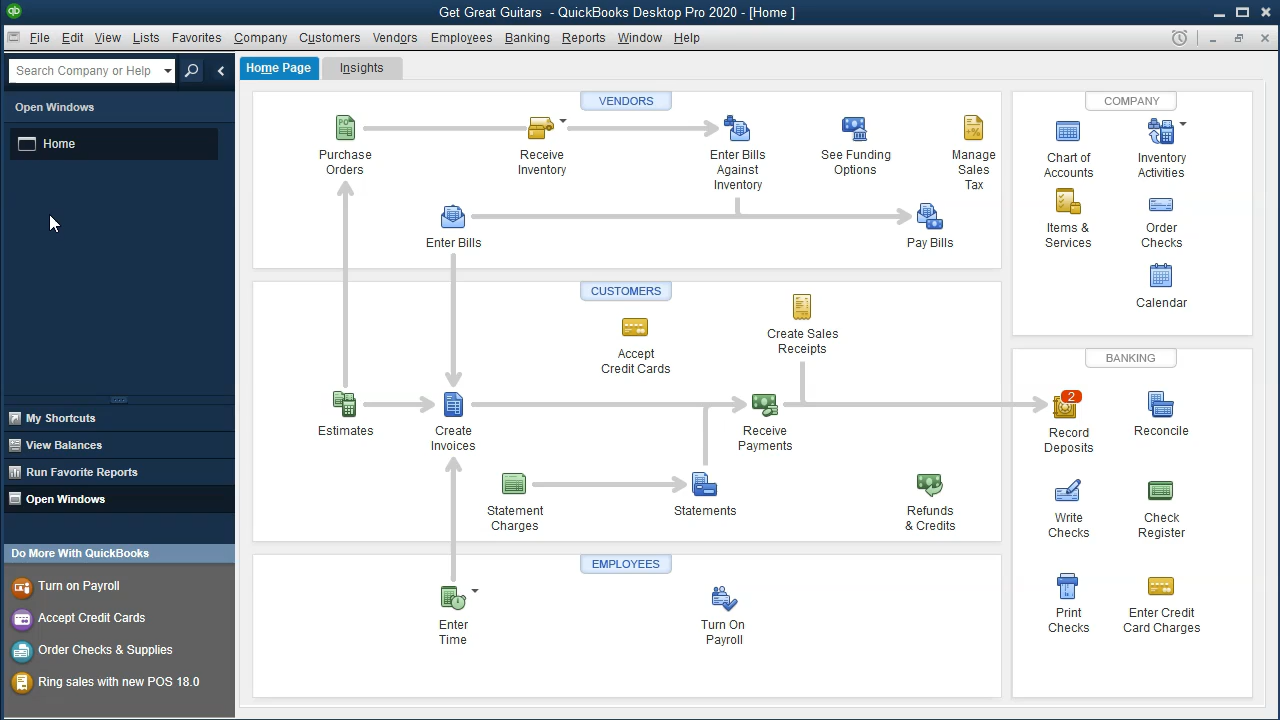 Get Great Guitars - QuickBooks Desktop Pro 2020 - [Home ]
File Edit View Lists Favorites Company Customers Vendors Employees Banking Reports Window Help
Search Company or Help
Home Page
Insights
Open Windows
Home
My Shortcuts
View Balances
Run Favorite Reports
Open Windows
Do More With QuickBooks
Turn on Payroll
Accept Credit Cards
Order Checks & Supplies
Ring sales with new POS 18.0
VENDORS
Purchase
Orders
Receive
Inventory
Enter Bills
Against
Inventory
See Funding
Options
Manage
Sales
Tax
Enter Bills
Pay Bills
CUSTOMERS
Accept
Credit Cards
Create Sales
Receipts
Estimates
Create
Invoices
Receive
Payments
Statement
Charges
Statements
Refunds
& Credits
EMPLOYEES
Enter
Time
Turn On
Payroll
COMPANY
Chart of
Accounts
Inventory
Activities
Items &
Services
Order
Checks
Calendar
BANKING
2
Record
Deposits
Reconcile
Write
Checks
Check
Register
Print
Checks
Enter Credit
Card Charges